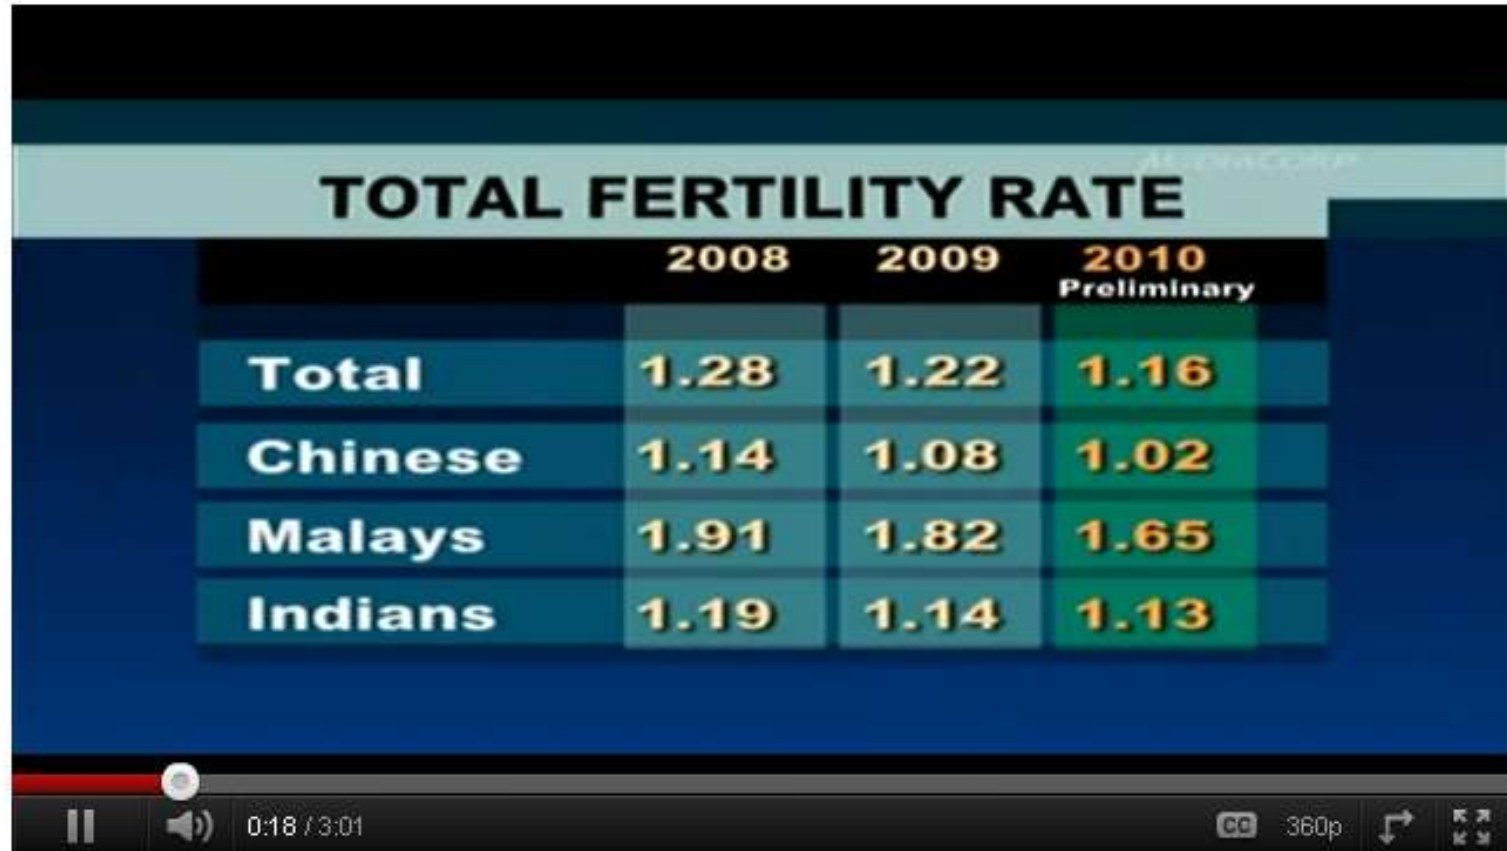 MEDIACORP
TOTAL FERTILITY RATE
2008 2009 2010
Preliminary
Total 1.28 1.22 1.16
Chinese 1.14 1.08 1.02
Malays 1.91 1.82 1.65
Indians 1.19 1.14 1.13
0:18 / 3:01 CC 360p